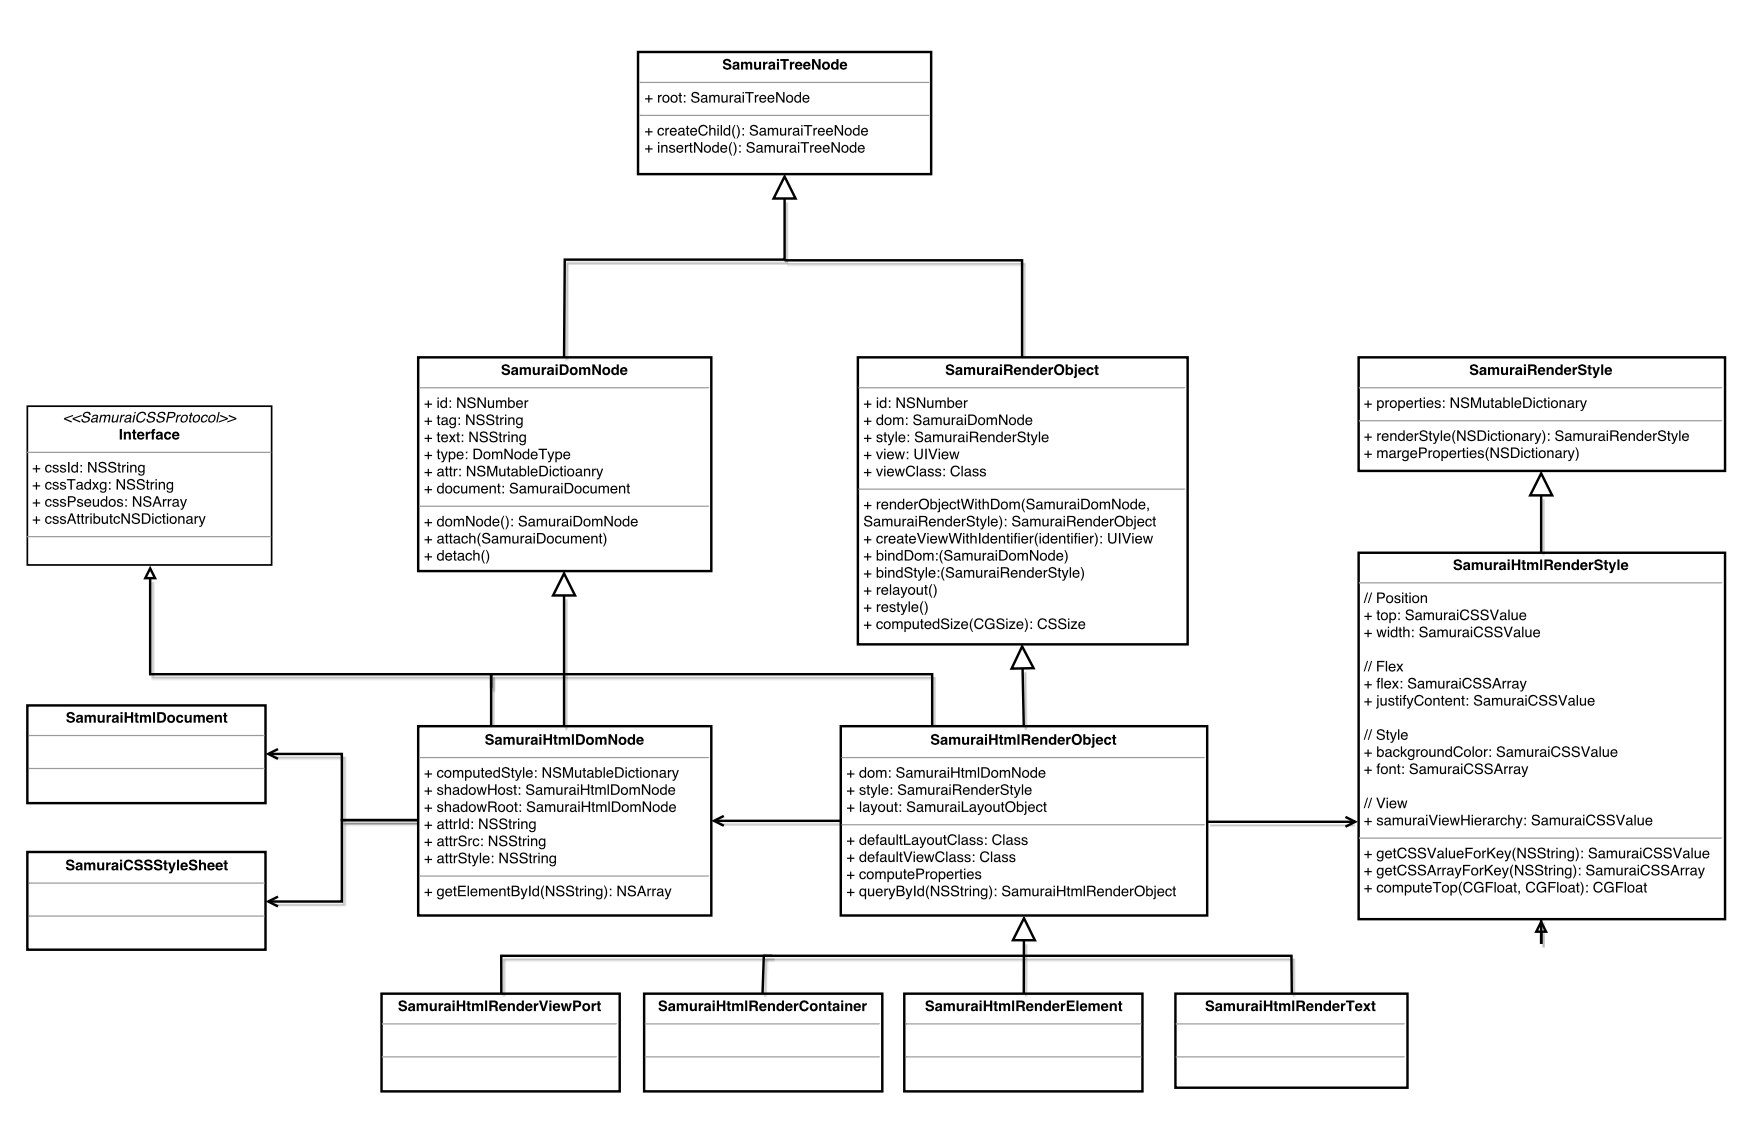 SamuraiTreeNode
+ root: SamuraiTreeNode
+ createChild(): SamuraiTreeNode
+ insertNode(): SamuraiTreeNode
SamuraiDomNode
+ id: NSNumber
+ tag: NSString
+ text: NSString
+ type: DomNodeType
+ attr: NSMutableDictioanry
+ document: SamuraiDocument
+ domNode(): SamuraiDomNode
+ attach(SamuraiDocument)
+ detach()
SamuraiRenderObject
+ id: NSNumber
+ dom: SamuraiDomNode
+ style: SamuraiRenderStyle
+ view: UIView
+ viewClass: Class
+ renderObjectWithDom(SamuraiDomNode,
SamuraiRenderStyle): SamuraiRenderObject
+ createViewWithIdentifier(identifier): UIView
+ bindDom:(SamuraiDomNode)
+ bindStyle:(SamuraiRenderStyle)
+ relayout()
+ restyle()
+ computedSize(CGSize): CSSize
SamuraiRenderStyle
+ properties: NSMutableDictionary
+ renderStyle(NSDictionary): SamuraiRenderStyle
+ margeProperties(NSDictionary)
<<SamuraiCSSProtocol>>
Interface
+ cssId: NSString
+ cssTadxg: NSString
+ cssPseudos: NSArray
+ cssAttributcNSDictionary
SamuraiHtmlRenderStyle
// Position
+ top: SamuraiCSSValue
+ width: SamuraiCSSValue
// Flex
+ flex: SamuraiCSSArray
+ justifyContent: SamuraiCSSValue
// Style
+ backgroundColor: SamuraiCSSValue
+ font: SamuraiCSSArray
// View
+ samuraiViewHierarchy: SamuraiCSSValue
+ getCSSValueForKey(NSString): SamuraiCSSValue
+ getCSSArrayForKey(NSString): SamuraiCSSArray
+ computeTop(CGFloat, CGFloat): CGFloat
SamuraiHtmlDocument
SamuraiCSSStyleSheet
SamuraiHtmlDomNode
+ computedStyle: NSMutableDictionary
+ shadowHost: SamuraiHtmlDomNode
+ shadowRoot: SamuraiHtmlDomNode
+ attrId: NSString
+ attrSrc: NSString
+ attrStyle: NSString
+ getElementById(NSString): NSArray
SamuraiHtmlRenderObject
+ dom: SamuraiHtmlDomNode
+ style: SamuraiRenderStyle
+ layout: SamuraiLayoutObject
+ defaultLayoutClass: Class
+ defaultViewClass: Class
+ computeProperties
+ queryById(NSString): SamuraiHtmlRenderObject
SamuraiHtmlRenderViewPort
SamuraiHtmlRenderContainer
SamuraiHtmlRenderElement
SamuraiHtmlRenderText